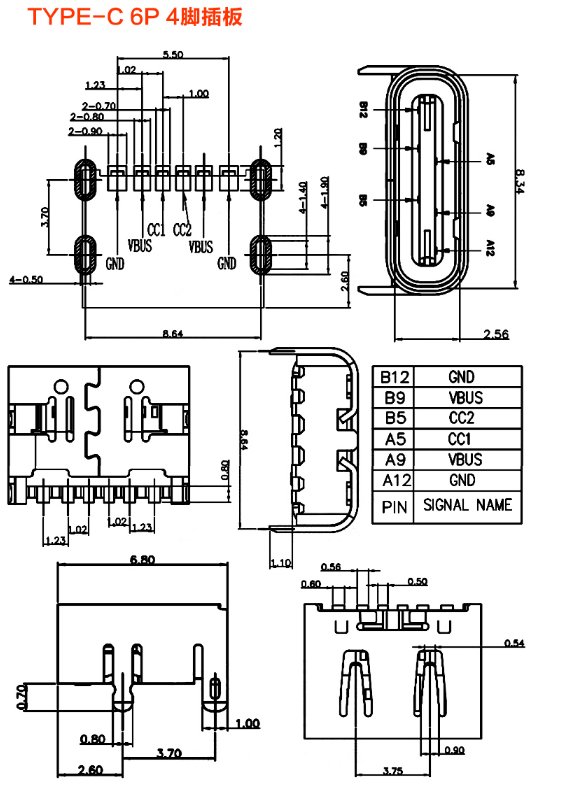 TYPE-C 6P 4脚插板
5.50
1.02
1.23
1.00
2-0.70
2-0.80
2-0.90
1.20
3.70
4-0.50
GND
VBUS
CC1
CC2
VBUS
GND
4-1.40
4-1.90
2.60
8.64
B12
B9
B5
A5
A9
A12
8.34
2.56
0.80
1.02
1.02
1.23
1.23
8.64
1.10
B12 GND
B9 VBUS
B5 CC2
A5 CC1
A9 VBUS
A12 GND
PIN SIGNAL NAME
6.80
0.70
0.80
1.00
3.70
2.60
0.56
0.60
0.50
0.54
0.90
3.75